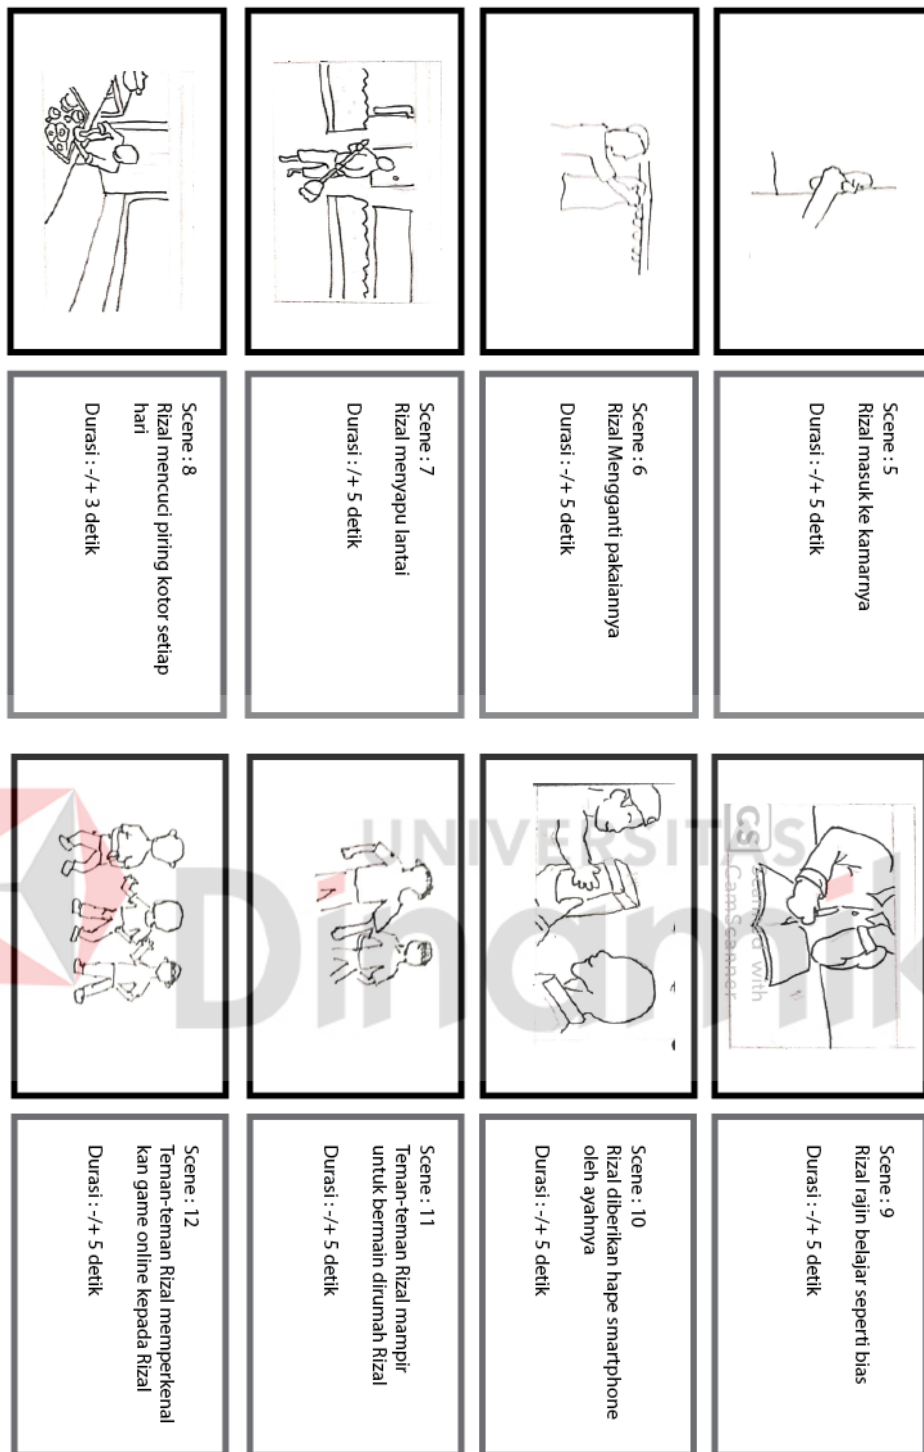 Scene : 5
Rizal masuk ke kamarnya
Durasi : -/+ 5 detik
Scene : 6
Rizal Mengganti pakaiannya
Durasi : -/+ 5 detik
Scene : 7
Rizal menyapu lantai
Durasi : /+ 5 detik
Scene : 8
Rizal mencuci piring kotor setiap
hari
Durasi : -/+ 3 detik
Scene : 9
Rizal rajin belajar seperti bias
Durasi : -/+ 5 detik
Scene : 10
Rizal diberikan hape smartphone
oleh ayahnya
Durasi : -/+ 5 detik
Scene : 11
Teman-teman Rizal mampir
untuk bermain dirumah Rizal
Durasi : -/+ 5 detik
Scene : 12
Teman-teman Rizal memperkenal
kan game online kepada Rizal
Durasi : -/+ 5 detik
UNIVERSITAS
Dinamik
CS Scanned with
CamScanner